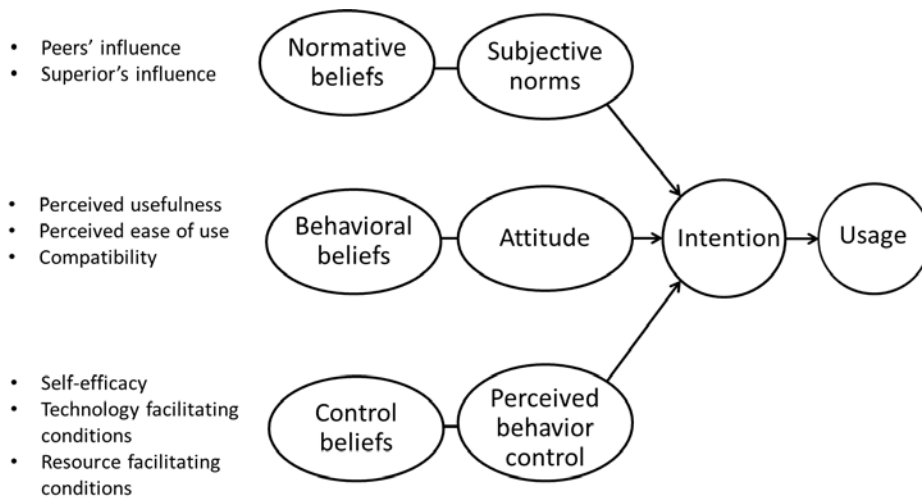 • Peers' influence
• Superior's influence
Normative
beliefs
Subjective
norms
• Perceived usefulness
• Perceived ease of use
• Compatibility
Behavioral
beliefs
Attitude
Intention
Usage
• Self-efficacy
• Technology facilitating
conditions
• Resource facilitating
conditions
Control
beliefs
Perceived
behavior
control